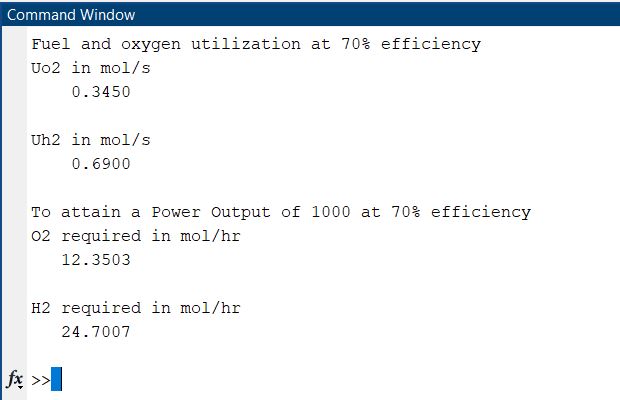 Command Window
Fuel and oxygen utilization at 70% efficiency
Uo2 in mol/s
0.3450
Uh2 in mol/s
0.6900
To attain a Power Output of 1000 at 70% efficiency
O2 required in mol/hr
12.3503
H2 required in mol/hr
24.7007
fx >>